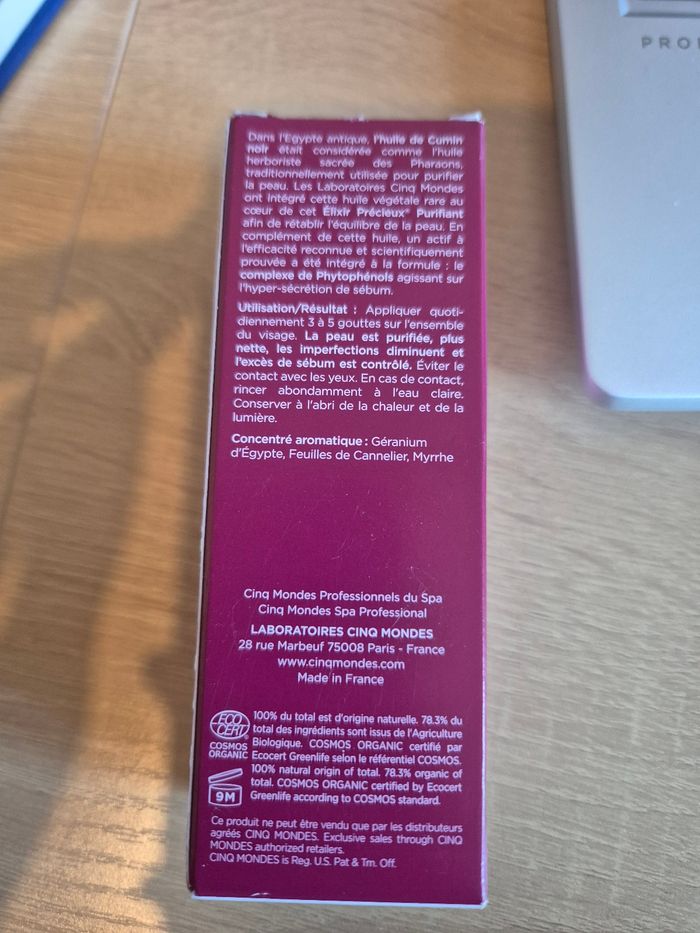 PRO
Dans l'Egypte antique, l'huile de Cumin
noir était considérée comme l'huile
herboriste sacrée des Pharaons,
traditionnellement utilisée pour purifier
la peau. Les Laboratoires Cinq Mondes
ont intégré cette huile végétale rare au
cœur de cet Élixir Précieux® Purifiant
afin de rétablir l'équilibre de la peau. En
complément de cette huile, un actif à
l'efficacité reconnue et scientifiquement
prouvée a été intégré à la formule : le
complexe de Phytophénols agissant sur
l'hyper-sécrétion de sébum.
Utilisation/Résultat : Appliquer quoti-
diennement 3 à 5 gouttes sur l'ensemble
du visage. La peau est purifiée, plus
nette, les imperfections diminuent et
l'excès de sébum est contrôlé. Éviter le
contact avec les yeux. En cas de contact,
rincer abondamment à l'eau claire.
Conserver à l'abri de la chaleur et de la
lumière.
Concentré aromatique : Géranium
d'Égypte, Feuilles de Cannelier, Myrrhe
Cinq Mondes Professionnels du Spa
Cinq Mondes Spa Professional
LABORATOIRES CINQ MONDES
28 rue Marbeuf 75008 Paris - France
www.cinqmondes.com
Made in France
ECO
CERT
COSMOS
ORGANIC
100% du total est d'origine naturelle. 78.3% du
total des ingrédients sont issus de l'Agriculture
Biologique. COSMOS ORGANIC certifié par
Ecocert Greenlife selon le référentiel COSMOS.
100% natural origin of total. 78.3% organic of
total. COSMOS ORGANIC certified by Ecocert
Greenlife according to COSMOS standard.
9M
Ce produit ne peut être vendu que par les distributeurs
agréés CINQ MONDES. Exclusive sales through CINQ
MONDES authorized retailers.
CINQ MONDES is Reg. U.S. Pat & Tm. Off.